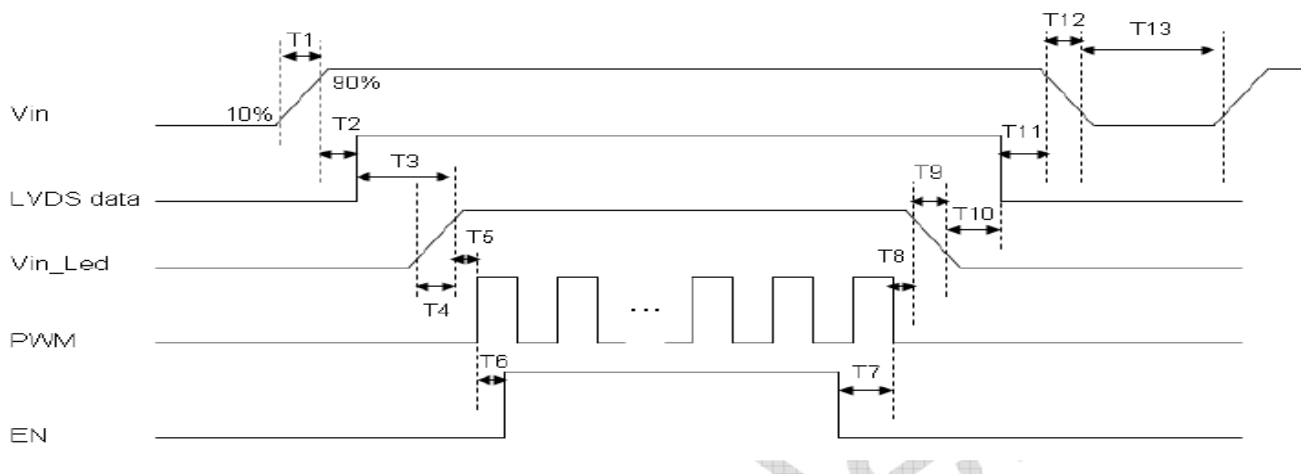 T1
T12
T13
Vin
10%
90%
T2
T11
T3
T9
LVDS data
T10
T5
Vin_Led
T8
T4
...
PWM
T6
T7
EN